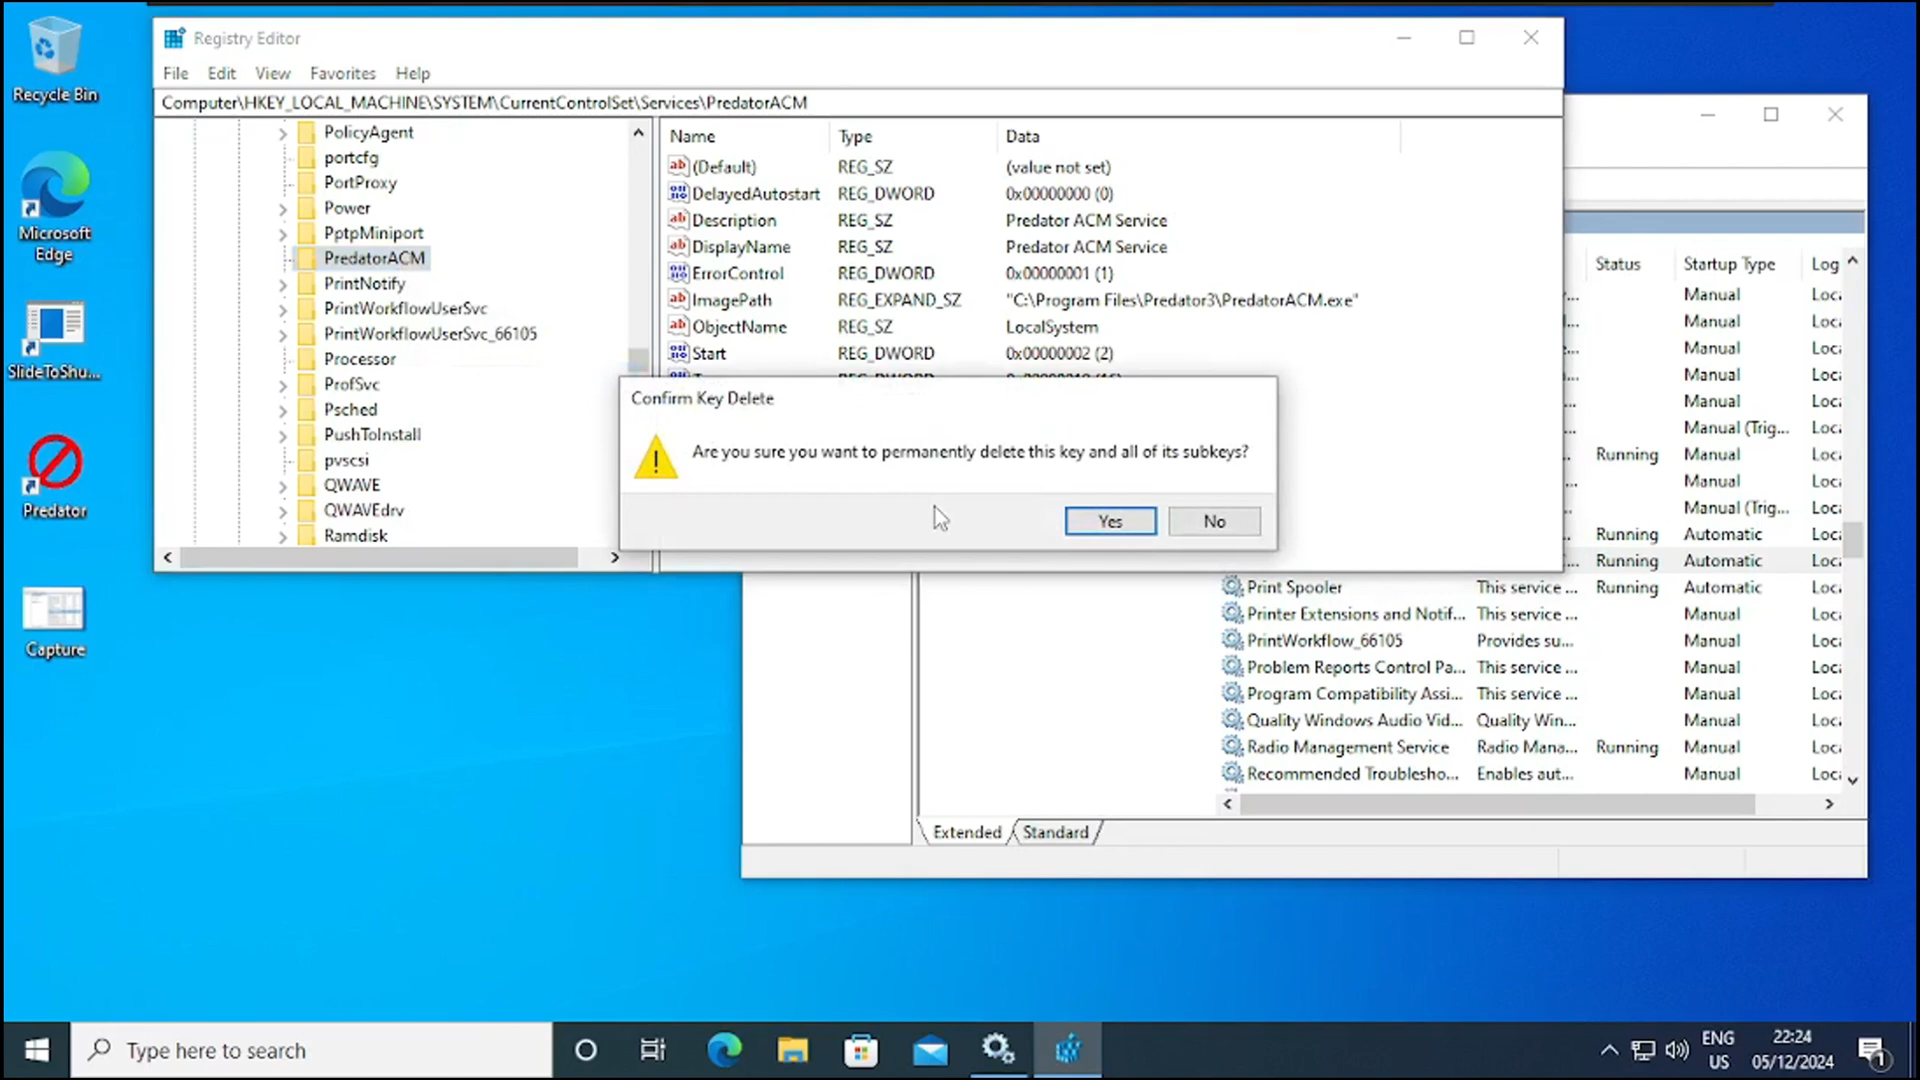 Recycle Bin
Microsoft
Edge
SlideToShu...
Predator
Capture
Registry Editor
File Edit View Favorites Help
Computer\HKEY_LOCAL_MACHINE\SYSTEM\CurrentControlSet\Services\PredatorACM
PolicyAgent
portcfg
PortProxy
Power
PptpMiniport
PredatorACM
PrintNotify
PrintWorkflowUserSvc
PrintWorkflowUserSvc_66105
Processor
ProfSvc
Psched
PushToInstall
pvscsi
QWAVE
QWAVEdrv
Ramdisk
Name Type Data
(Default) REG_SZ (value not set)
DelayedAutostart REG_DWORD 0x00000000 (0)
Description REG_SZ Predator ACM Service
DisplayName REG_SZ Predator ACM Service
ErrorControl REG_DWORD 0x00000001 (1)
ImagePath REG_EXPAND_SZ "C:\Program Files\Predator3\PredatorACM.exe"
ObjectName REG_SZ LocalSystem
Start REG_DWORD 0x00000002 (2)
Confirm Key Delete
Are you sure you want to permanently delete this key and all of its subkeys?
Yes No
Status Startup Type Log
Manual Loc
Manual Loc
Manual Loc
Manual Loc
Manual Loc
Manual (Trig... Loc
Running Manual Loc
Manual Loc
Manual (Trig... Loc
Running Automatic Loc
Running Automatic Loc
Print Spooler This service ... Running Automatic Loc
Printer Extensions and Notif... This service ... Manual Loc
PrintWorkflow_66105 Provides su... Manual Loc
Problem Reports Control Pa... This service ... Manual Loc
Program Compatibility Assi... This service ... Manual Loc
Quality Windows Audio Vid... Quality Win... Manual Loc
Radio Management Service Radio Mana... Running Manual Loc
Recommended Troublesho... Enables aut... Manual Loc
Extended Standard
Type here to search
ENG
US
22:24
05/12/2024
1